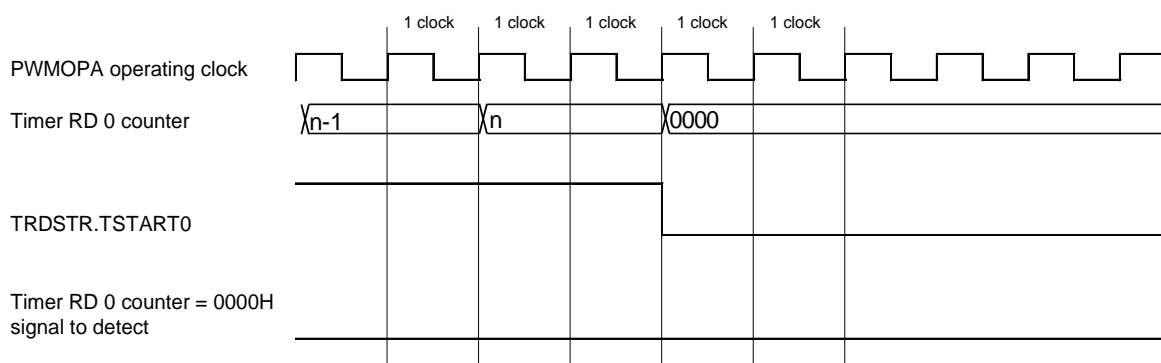 1 clock 1 clock 1 clock 1 clock 1 clock
PWMOPA operating clock
Timer RD 0 counter n-1 n 0000
TRDSTR.TSTART0
Timer RD 0 counter = 0000H
signal to detect